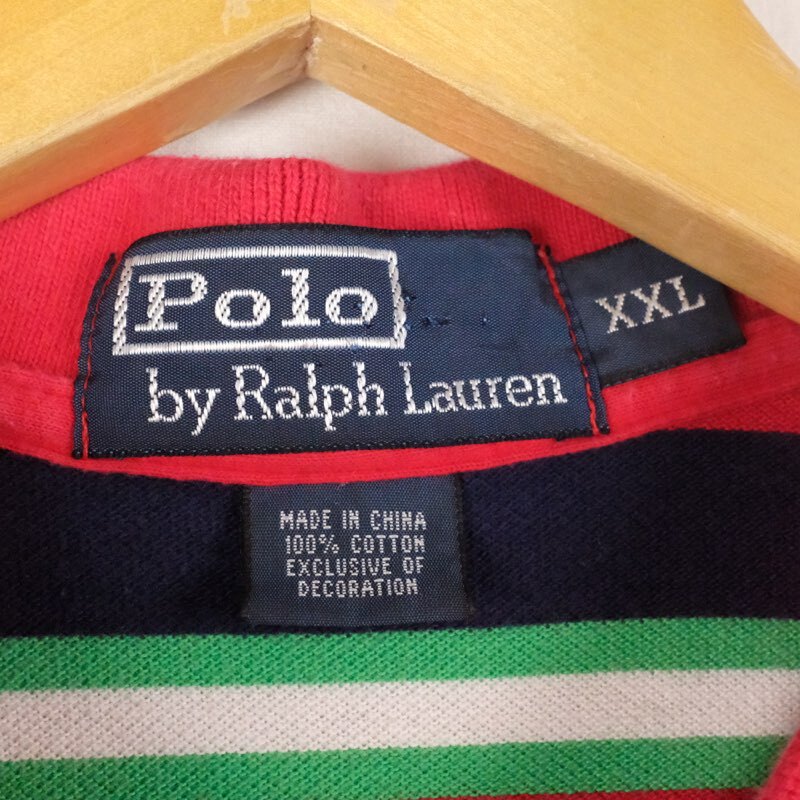 Polo
by Ralph Lauren
XXL
MADE IN CHINA
100% COTTON
EXCLUSIVE OF
DECORATION